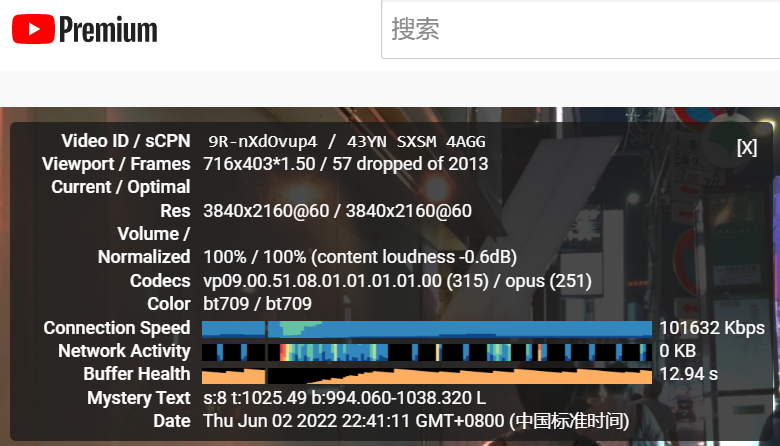 Premium
搜索
Video ID / sCPN 9R-nXdOvup4 / 43YN SXSM 4AGG
[X]
Viewport / Frames 716x403*1.50 / 57 dropped of 2013
Current / Optimal
Res 3840x2160@60 / 3840x2160@60
Volume /
Normalized 100% / 100% (content loudness -0.6dB)
Codecs vp09.00.51.08.01.01.01.01.00 (315) / opus (251)
Color bt709 / bt709
Connection Speed 101632 Kbps
Network Activity 0 KB
Buffer Health 12.94 s
Mystery Text s:8 t:1025.49 b:994.060-1038.320 L
Date Thu Jun 02 2022 22:41:11 GMT+0800 (中国标准时间)